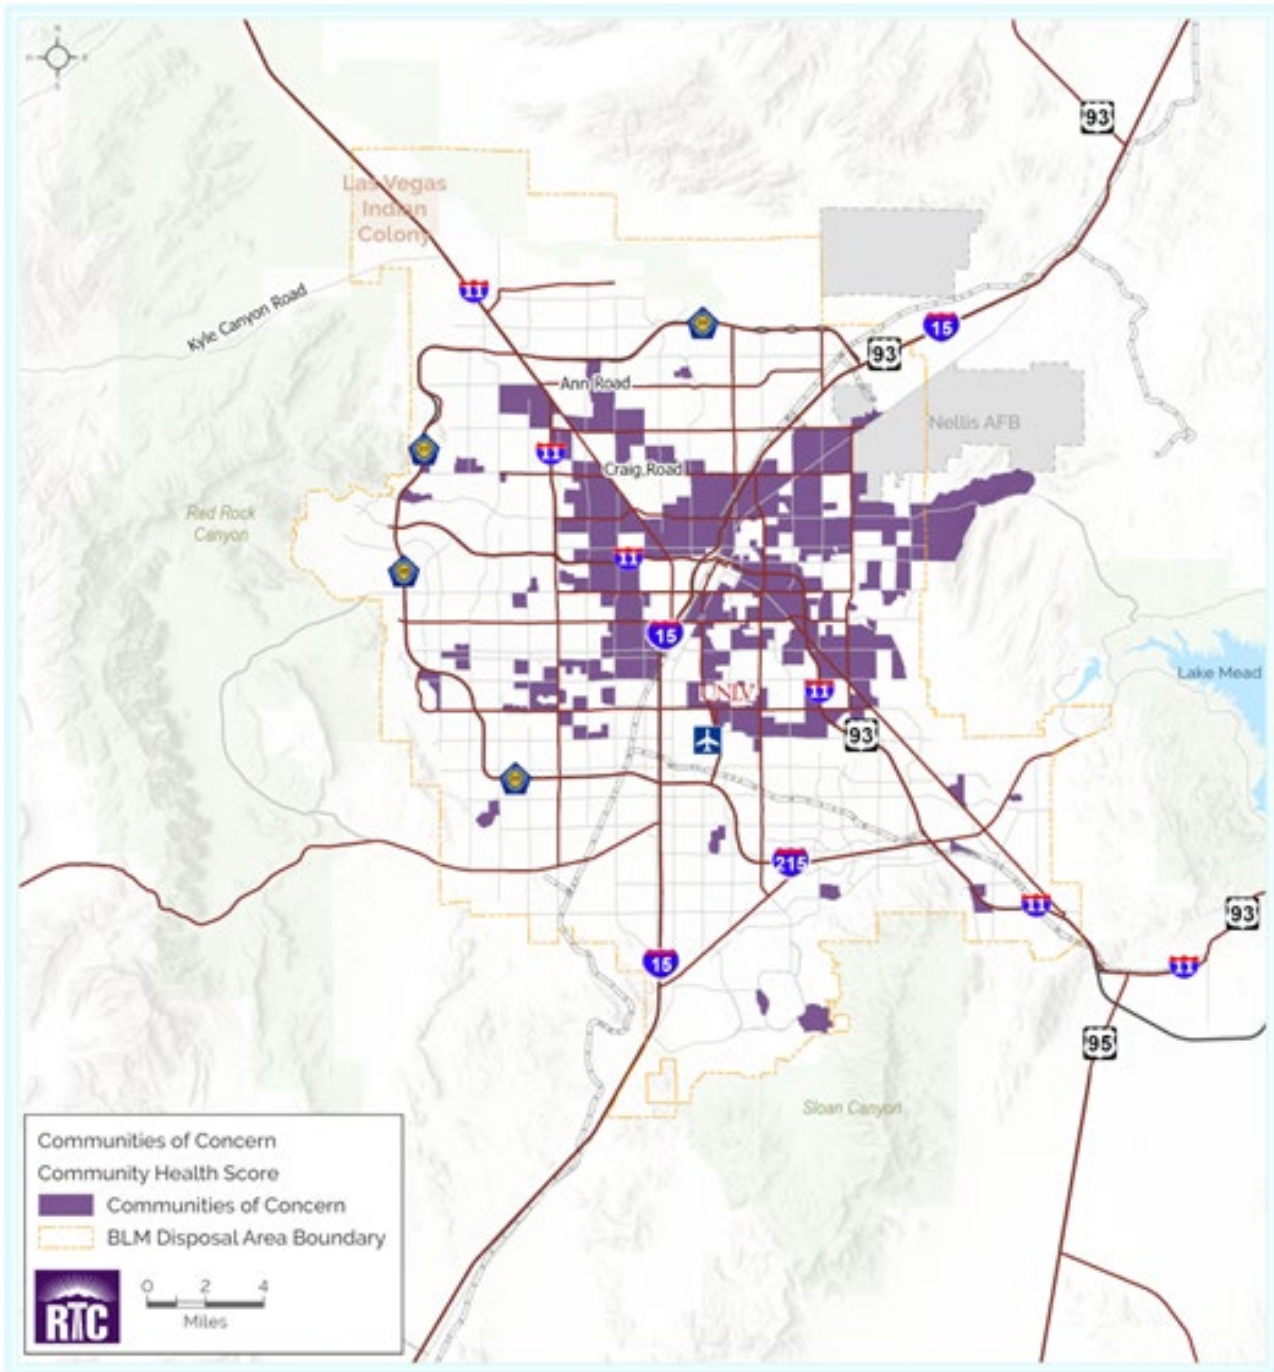 N
S
93
Las Vegas
Indian
Colony
11
Kyle Canyon Road
15
93
Ann Road
Nellis AFB
11
Craig Road
Red Rock
Canyon
11
15
Lake Mead
UNLV
11
93
215
11
93
15
11
95
Sloan Canyon
Communities of Concern
Community Health Score
Communities of Concern
BLM Disposal Area Boundary
RTC
0 2 4
Miles